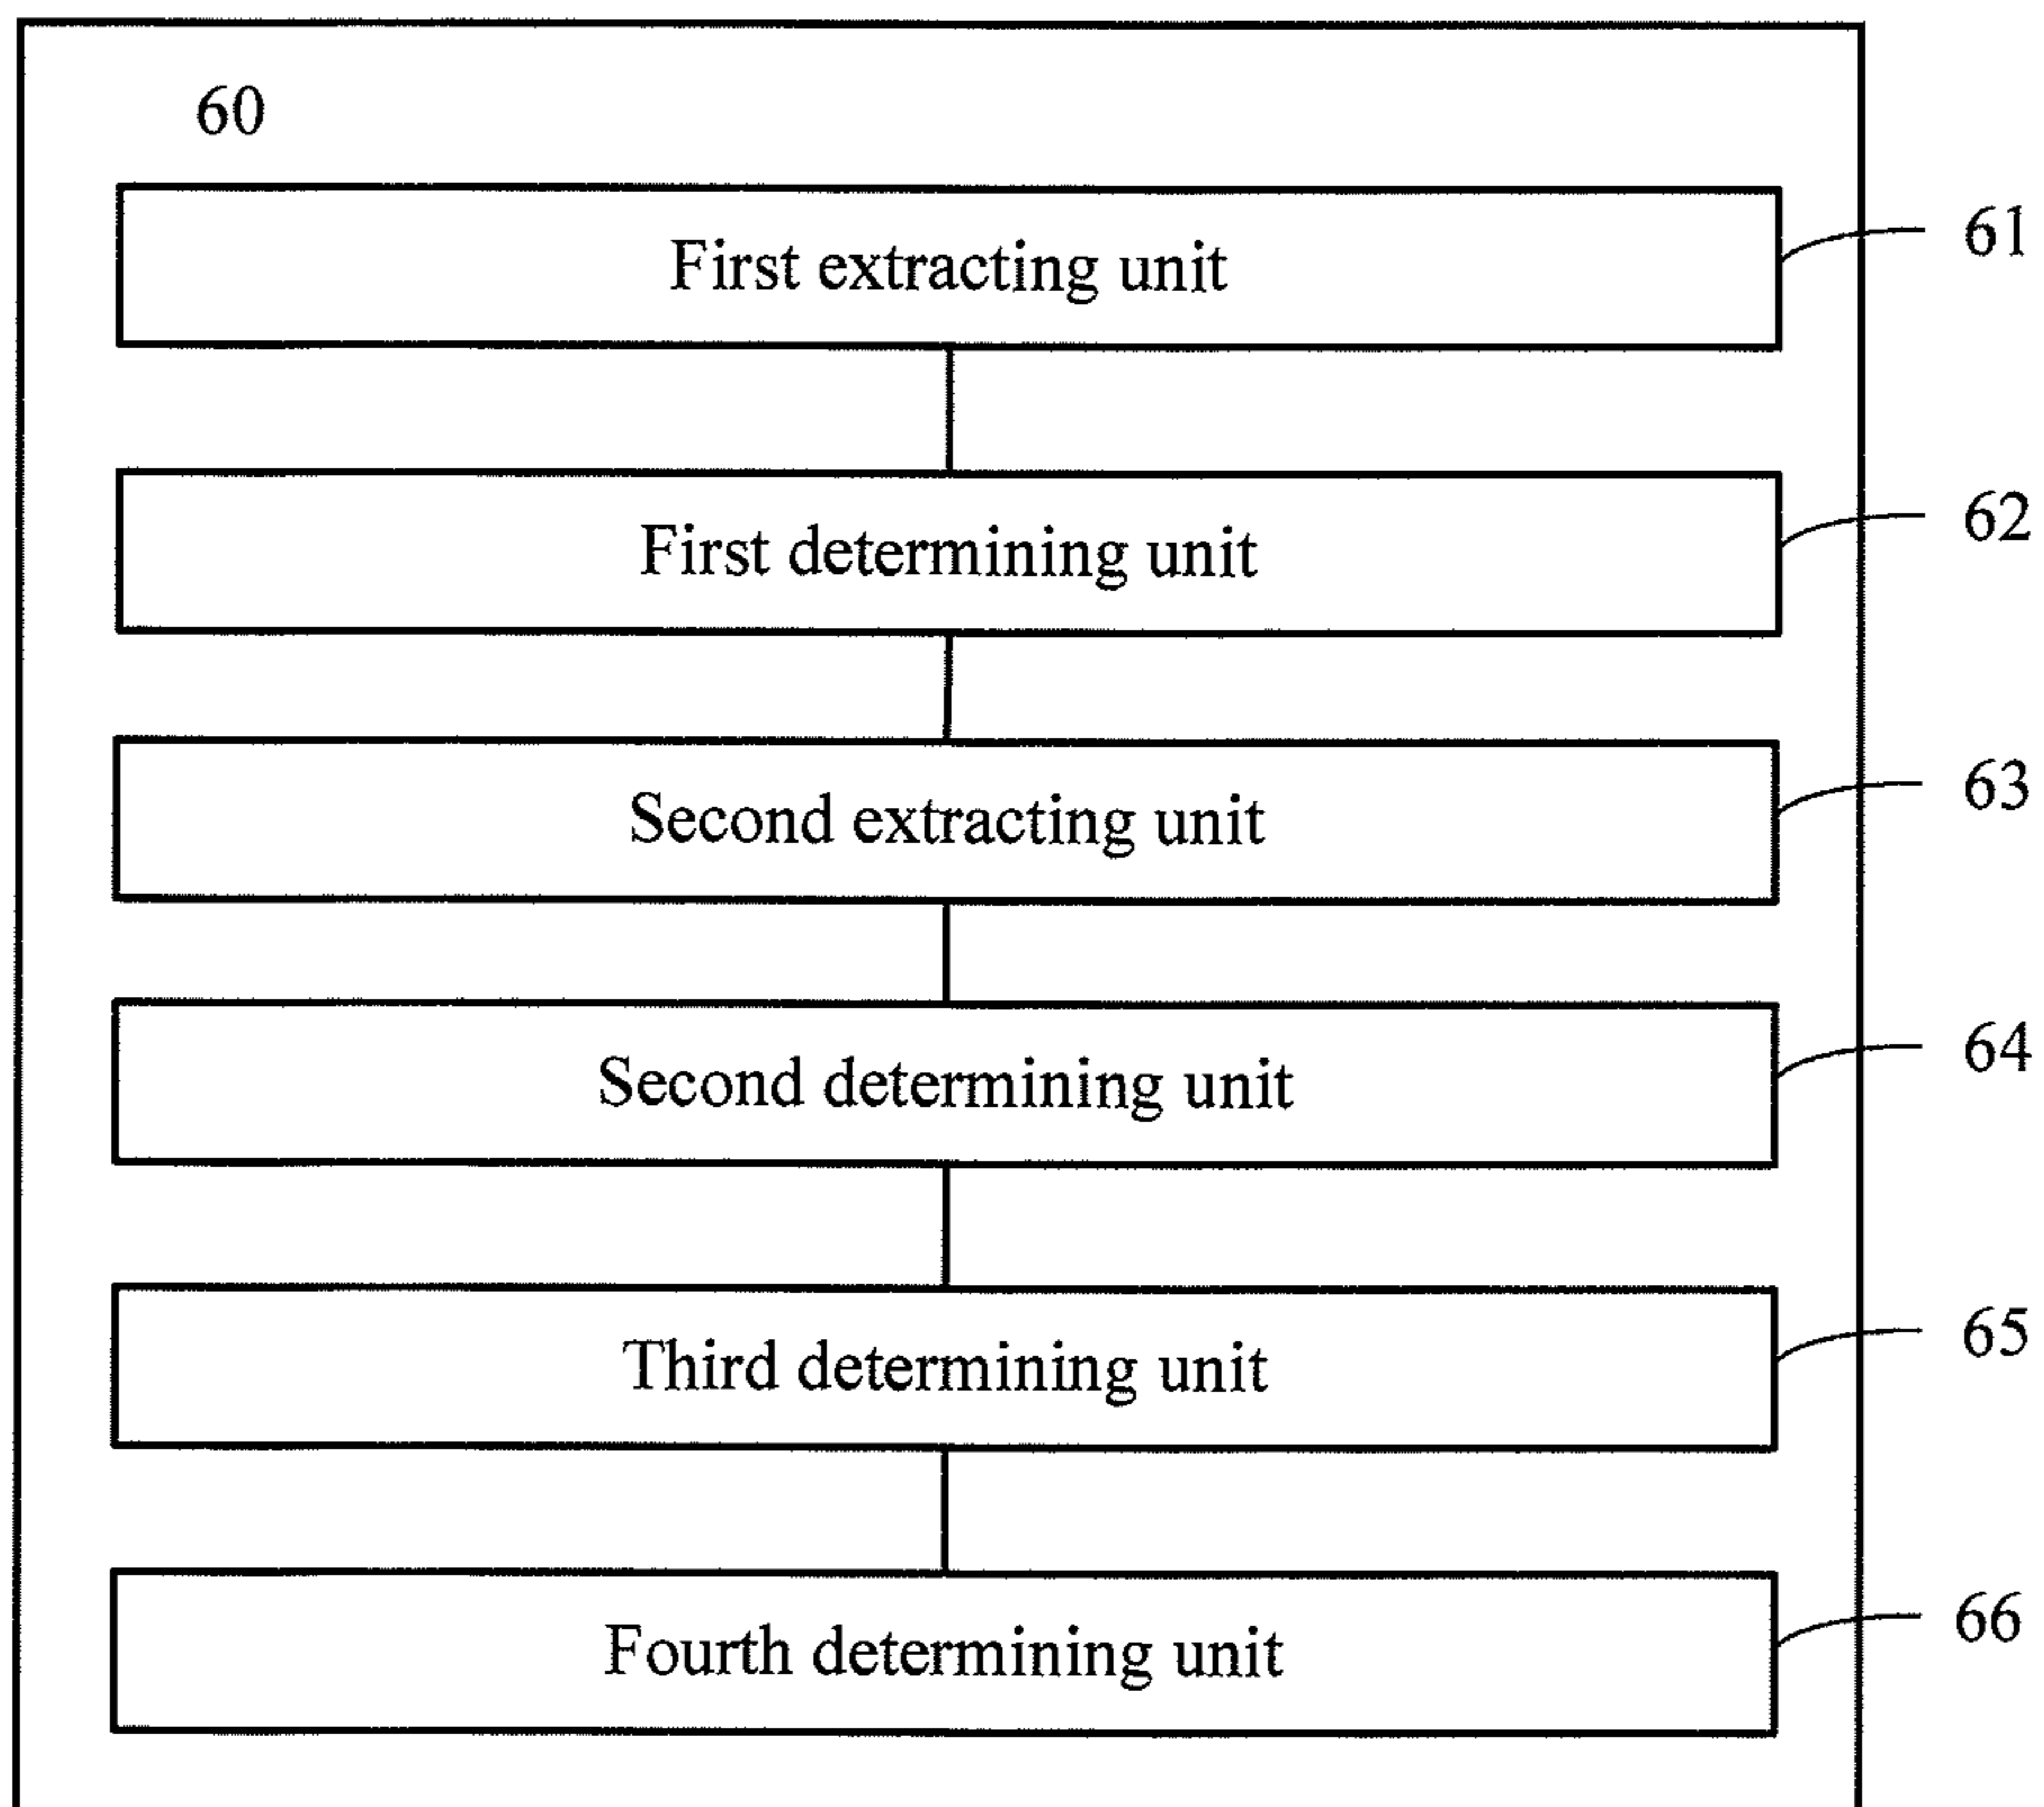 60
First extracting unit
61
First determining unit
62
Second extracting unit
63
Second determining unit
64
Third determining unit
65
Fourth determining unit
66